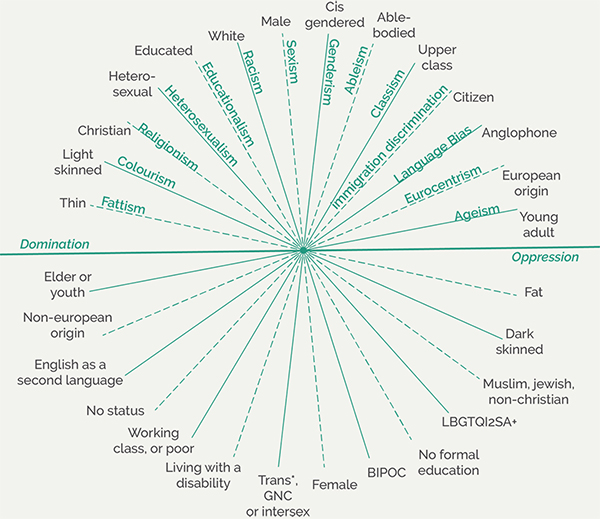 Cis
gendered
Male
Able-
bodied
White
Upper
class
Educated
Hetero-
sexual
Citizen
Christian
Anglophone
Light
skinned
European
origin
Thin
Young
adult
Fattism
Colourism
Religionism
Heterosexualism
Educationalism
Racism
Sexism
Genderism
Ableism
Classism
Immigration discrimination
Language Bias
Eurocentrism
Ageism
Domination
Oppression
Elder or
youth
Fat
Non-european
origin
Dark
skinned
English as a
second language
Muslim, jewish,
non-christian
No status
LBGTQI2SA+
Working
class, or poor
No formal
education
Living with a
disability
BIPOC
Trans*,
GNC
or intersex
Female